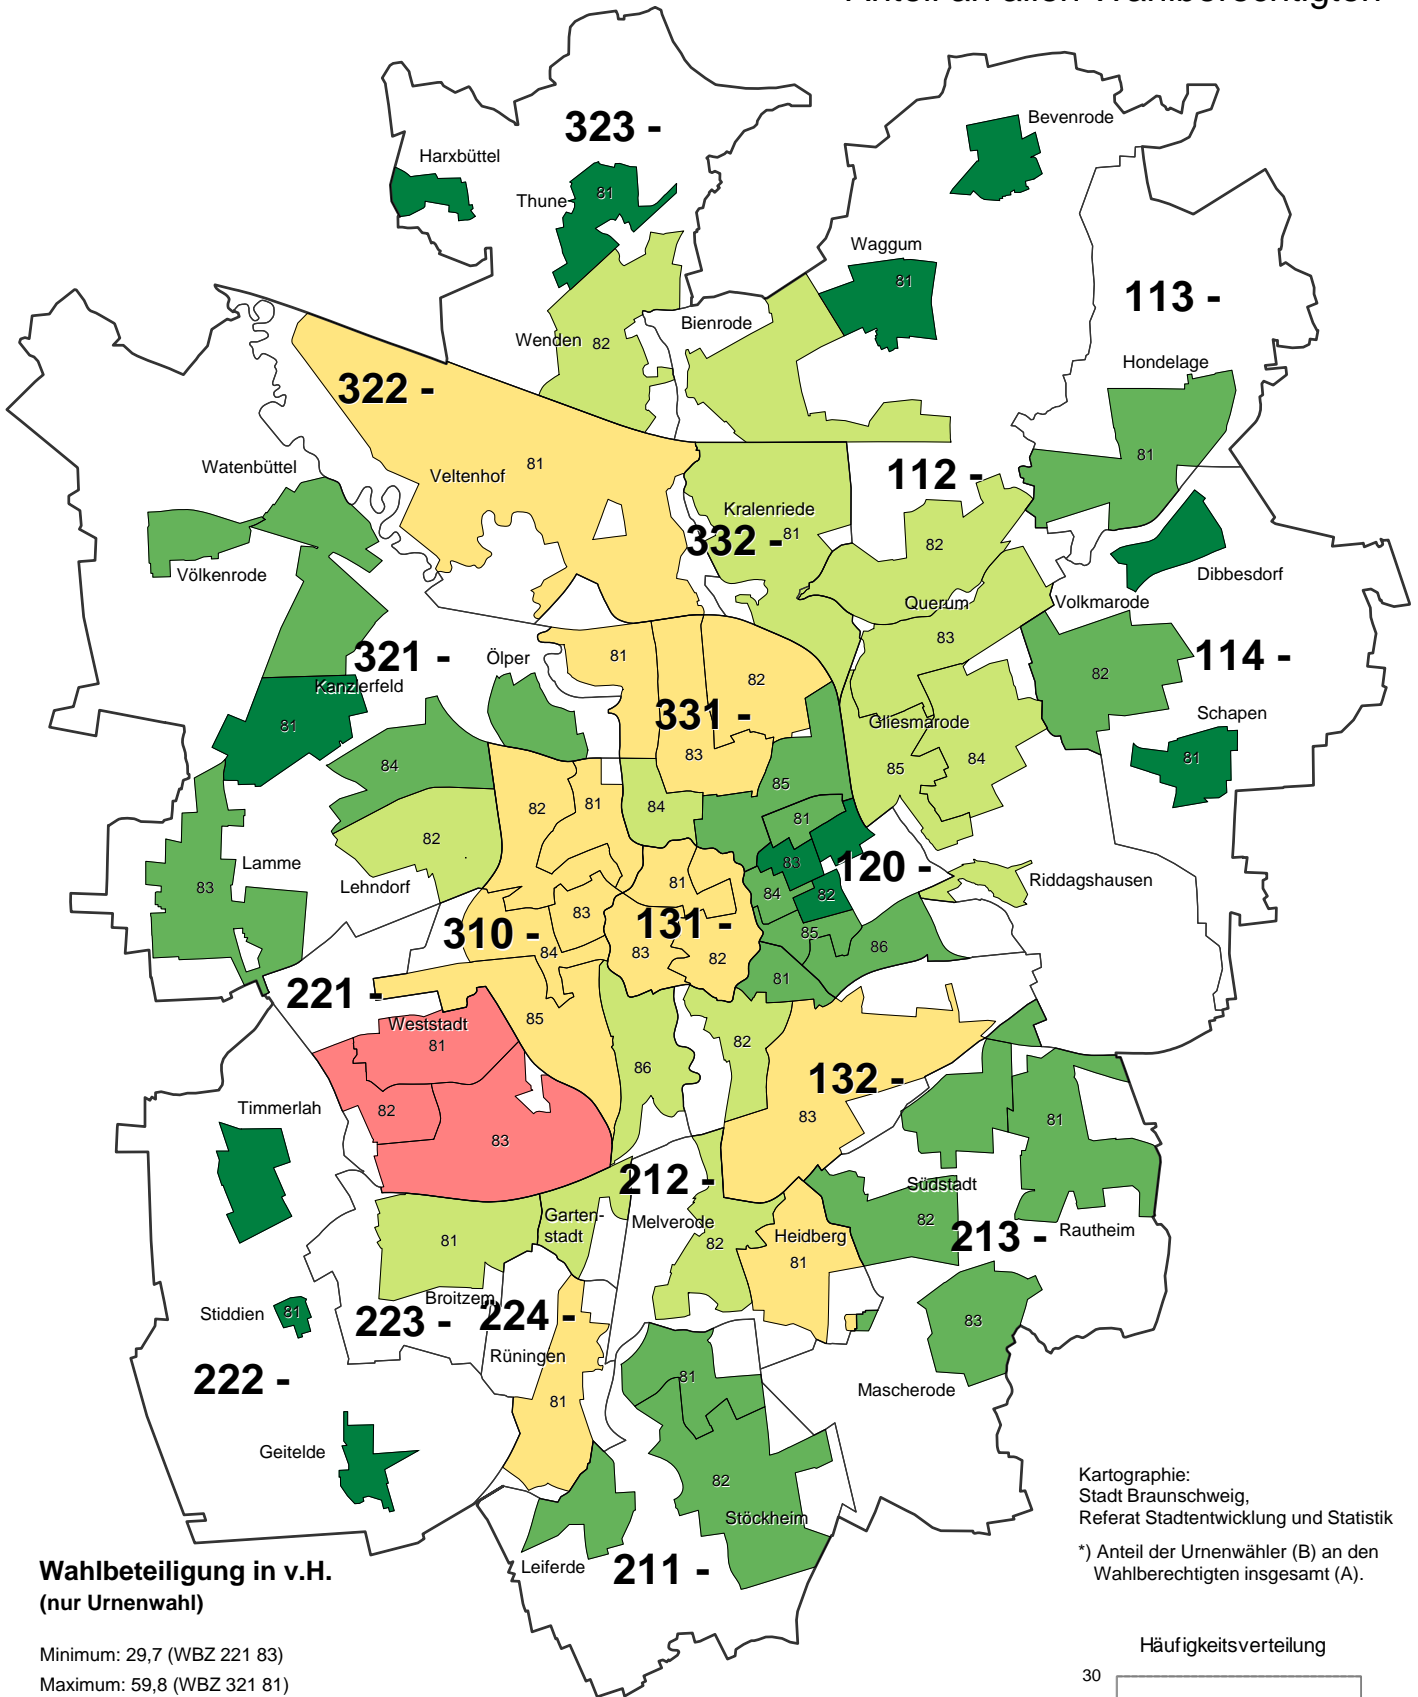 323 -
Bevenrode
Harxbüttel
81
Thune
Waggum
81
113 -
Bienrode
Wenden
82
Hondelage
322 -
81
Watenbüttel
Veltenhof
81
112 -
Kralenriede
332 -
81
82
Völkenrode
Dibbesdorf
Querum
Volkmarode
83
321 -
Ölper
81
82
114 -
82
Kanzlerfeld
81
331 -
Gliesmarode
Schapen
83
84
81
84
85
85
82
81
84
81
82
83
120 -
Lamme
83
Lehndorf
81
84
82
Riddagshausen
310 -
83
131 -
84
83
82
85
86
81
221 -
Weststadt
81
85
82
86
132 -
Timmerlah
82
83
83
81
212 -
Südstadt
Garten-
stadt
Melverode
82
Heidberg
82
213 -
Rautheim
81
81
Broitzem
Stiddien
81
223 -
224 -
83
Rüningen
222 -
81
Mascherode
81
Geitelde
82
Stöckheim
Leiferde
211 -
Kartographie:
Stadt Braunschweig,
Referat Stadtentwicklung und Statistik
*) Anteil der Urnenwähler (B) an den
Wahlberechtigten insgesamt (A).
Wahlbeteiligung in v.H.
(nur Urnenwahl)
Minimum: 29,7 (WBZ 221 83)
Maximum: 59,8 (WBZ 321 81)
Häufigkeitsverteilung
30